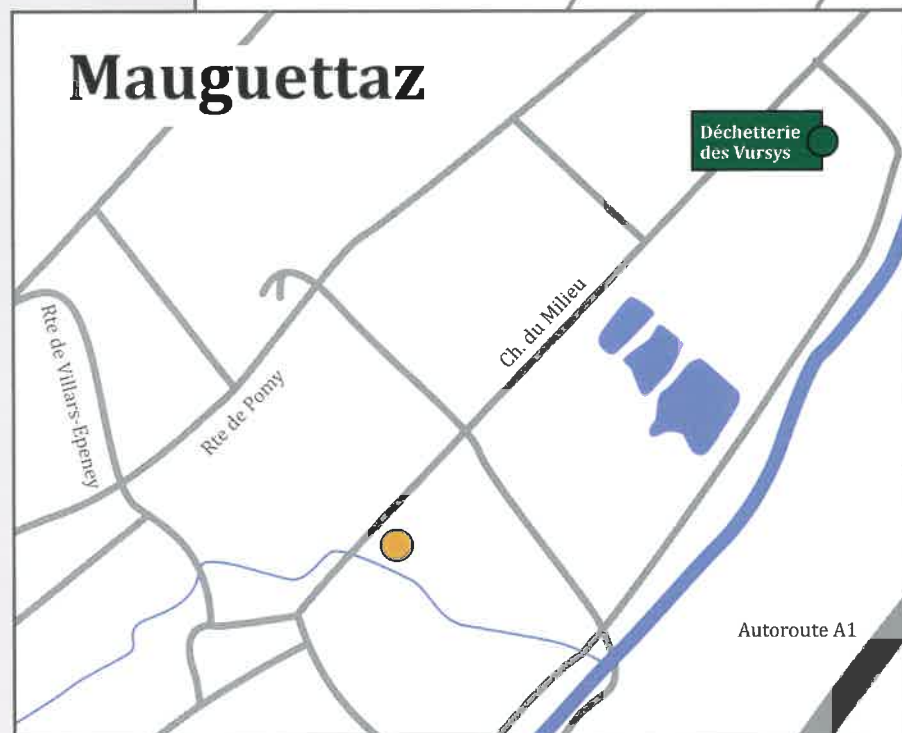 Mauguettaz
Déchetterie
des Vursys
Ch. du Milieu
Rte de Villars-Epeney
Rte de Pomy
Autoroute A1